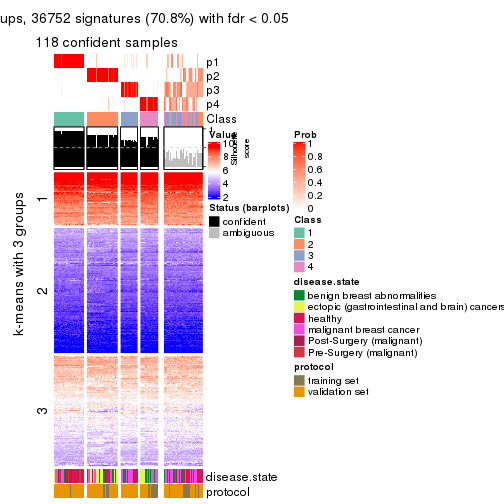 ups, 36752 signatures (70.8%) with fdr < 0.05
118 confident samples
p1
p2
p3
p4
Class
Silhouette
score
1
2
3
k-means with 3 groups
disease.state
protocol
Value
10
8
6
4
2
Status (barplots)
confident
ambiguous
Prob
1
0.8
0.6
0.4
0.2
0
Class
1
2
3
4
disease.state
benign breast abnormalities
ectopic (gastrointestinal and brain) cancers
healthy
malignant breast cancer
Post-Surgery (malignant)
Pre-Surgery (malignant)
protocol
training set
validation set